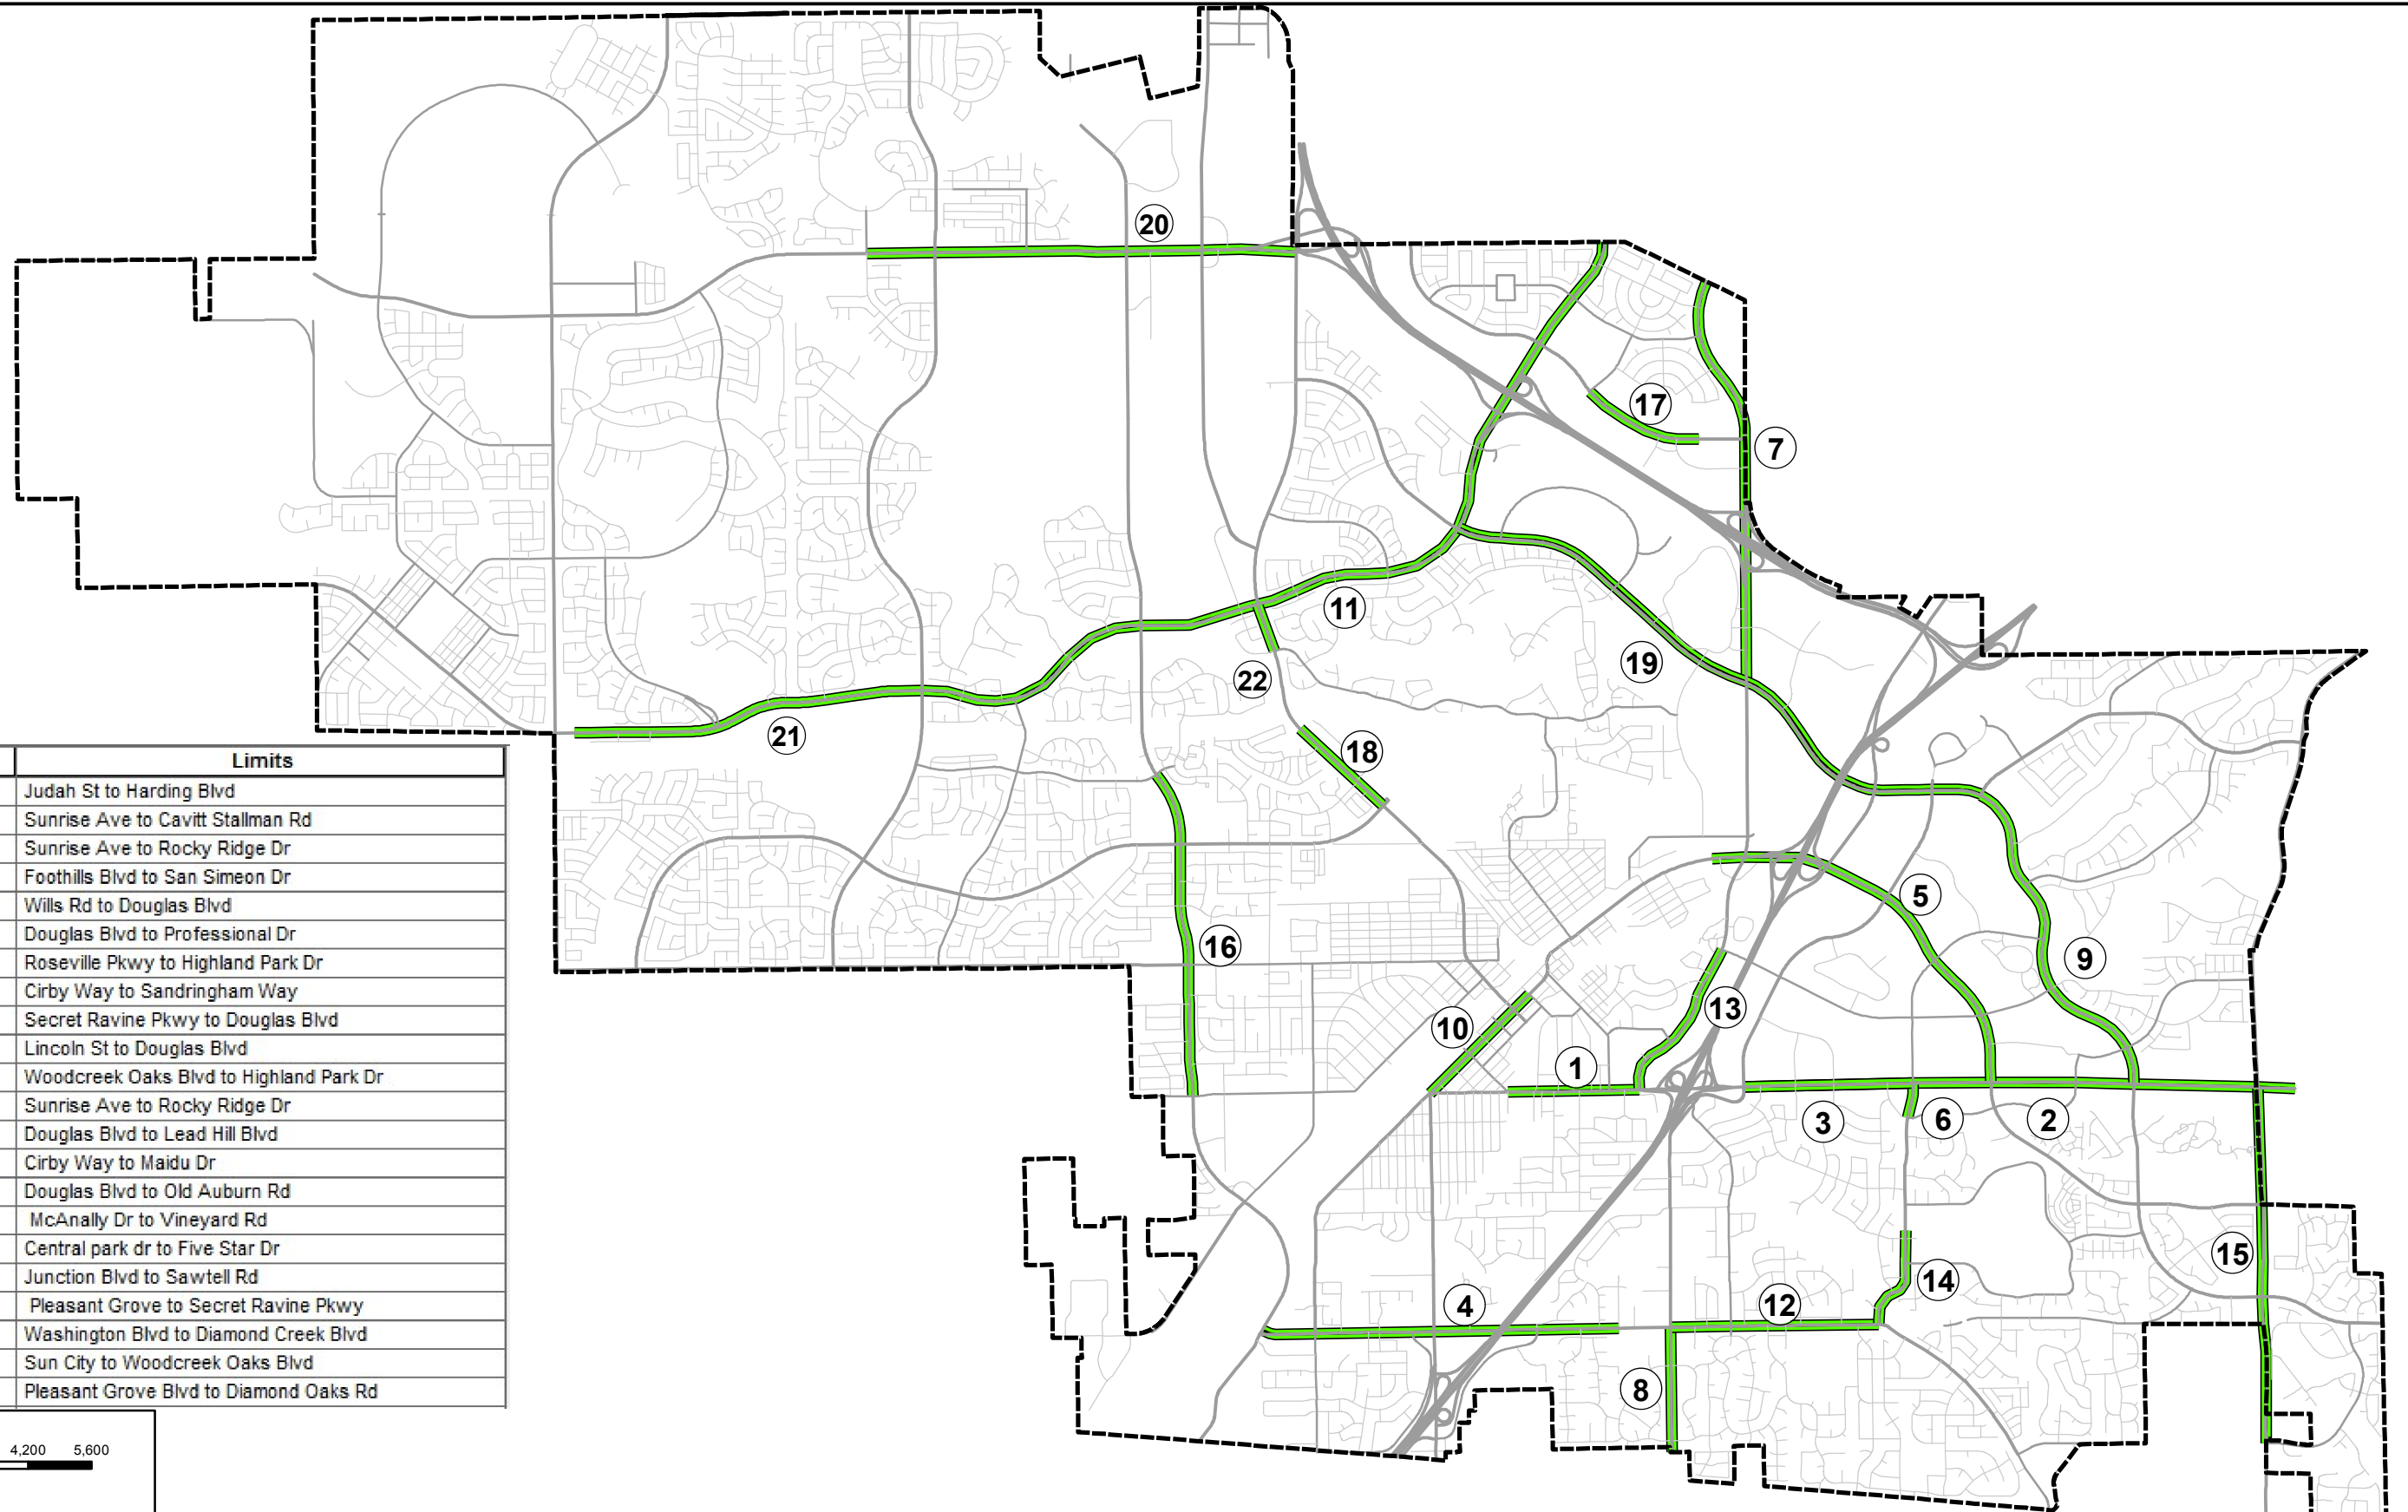 20
17
7
11
19
22
21
18
5
16
9
13
10
1
3
6
2
15
14
4
12
8
Limits
Judah St to Harding Blvd
Sunrise Ave to Cavitt Stallman Rd
Sunrise Ave to Rocky Ridge Dr
Foothills Blvd to San Simeon Dr
Wills Rd to Douglas Blvd
Douglas Blvd to Professional Dr
Roseville Pkwy to Highland Park Dr
Cirby Way to Sandringham Way
Secret Ravine Pkwy to Douglas Blvd
Lincoln St to Douglas Blvd
Woodcreek Oaks Blvd to Highland Park Dr
Sunrise Ave to Rocky Ridge Dr
Douglas Blvd to Lead Hill Blvd
Cirby Way to Maidu Dr
Douglas Blvd to Old Auburn Rd
McAnally Dr to Vineyard Rd
Central park dr to Five Star Dr
Junction Blvd to Sawtell Rd
Pleasant Grove to Secret Ravine Pkwy
Washington Blvd to Diamond Creek Blvd
Sun City to Woodcreek Oaks Blvd
Pleasant Grove Blvd to Diamond Oaks Rd
4,200 5,600